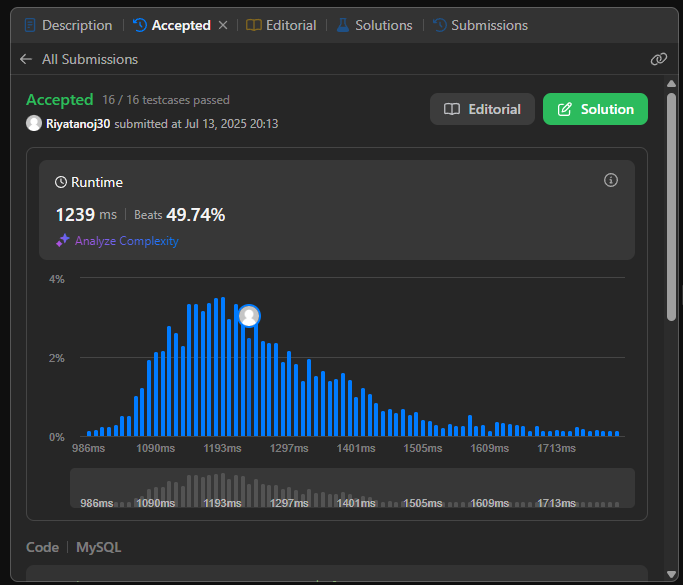 Description Accepted Editorial Solutions Submissions
All Submissions
Accepted 16 / 16 testcases passed
Riyatanoj30 submitted at Jul 13, 2025 20:13
Editorial Solution
Runtime
1239 ms Beats 49.74%
Analyze Complexity
4%
2%
0%
986ms 1090ms 1193ms 1297ms 1401ms 1505ms 1609ms 1713ms
986ms 1090ms 1193ms 1297ms 1401ms 1505ms 1609ms 1713ms
Code MySQL